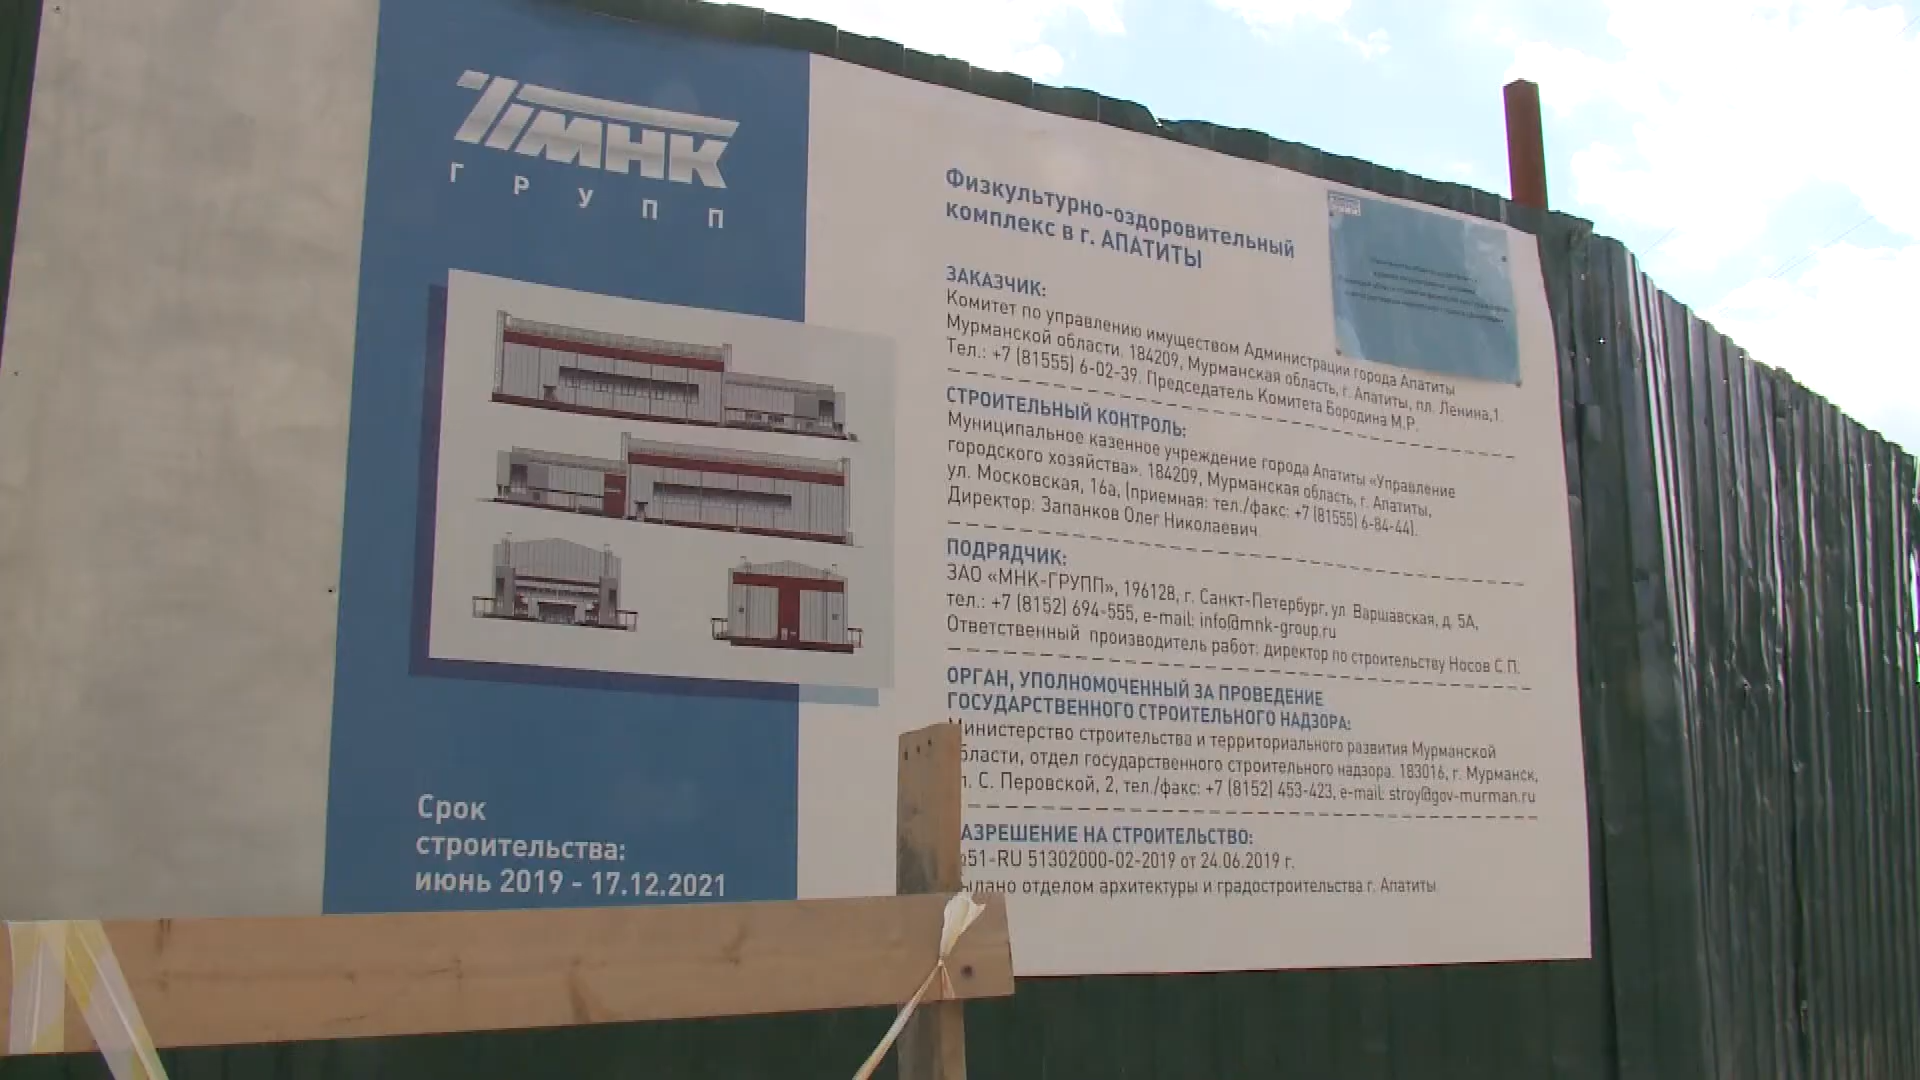 МНК
ГРУПП
Срок
строительства:
июнь 2019 - 17.12.2021
Физкультурно-оздоровительный
комплекс в г. АПАТИТЫ
ЗАКАЗЧИК:
Комитет по управлению имуществом Администрации города Апатиты
Мурманской области. 184209, Мурманская область, г. Апатиты, пл. Ленина,1.
Тел.: +7 (81555) 6-02-39. Председатель Комитета Бородина М.Р.
СТРОИТЕЛЬНЫЙ КОНТРОЛЬ:
Муниципальное казенное учреждение города Апатиты «Управление
городского хозяйства». 184209, Мурманская область, г. Апатиты,
ул. Московская, 16а, (приемная: тел./факс: +7 (81555) 6-84-44).
Директор: Запанков Олег Николаевич.
ПОДРЯДЧИК:
ЗАО «МНК-ГРУПП», 196128, г. Санкт-Петербург, ул. Варшавская, д. 5А,
тел.: +7 (8152) 694-555, e-mail: info@mnk-group.ru
Ответственный производитель работ: директор по строительству Носов С.П.
ОРГАН, УПОЛНОМОЧЕННЫЙ ЗА ПРОВЕДЕНИЕ
ГОСУДАРСТВЕННОГО СТРОИТЕЛЬНОГО НАДЗОРА:
Министерство строительства и территориального развития Мурманской
бласти, отдел государственного строительного надзора. 183016, г. Мурманск,
л. С. Перовской, 2, тел./факс: +7 (8152) 453-423, e-mail: stroy@gov-murman.ru
АЗРЕШЕНИЕ НА СТРОИТЕЛЬСТВО:
51-RU 51302000-02-2019 от 24.06.2019 г.
ыдано отделом архитектуры и градостроительства г. Апатиты